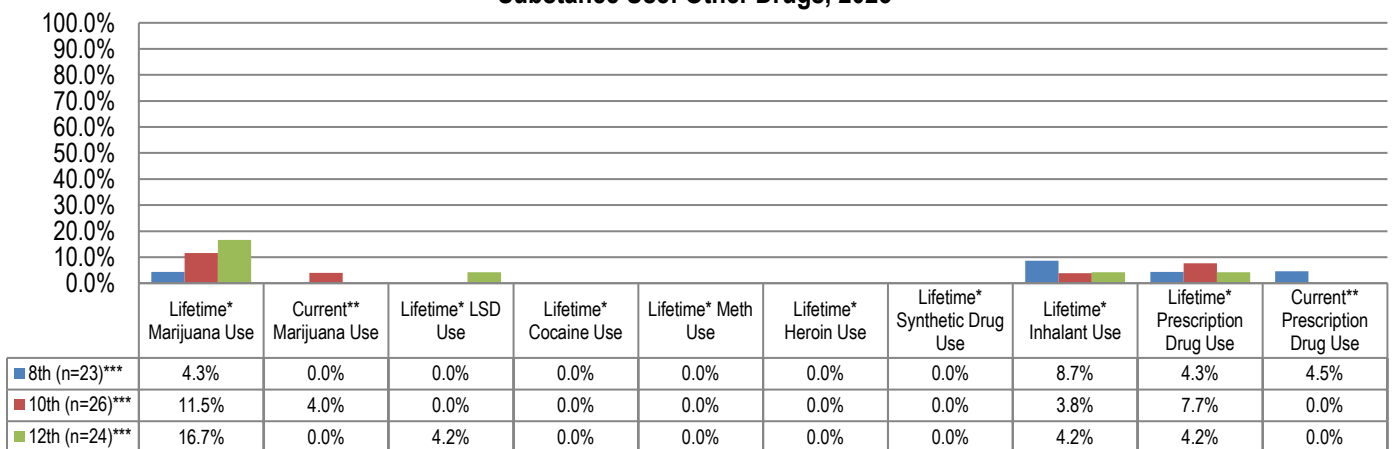 Substance Use: Other Drugs,
100.0%
90.0%
80.0%
70.0%
60.0%
50.0%
40.0%
30.0%
20.0%
10.0%
0.0%
Lifetime*
Marijuana Use
Current**
Marijuana Use
Lifetime* LSD
Use
Lifetime*
Cocaine Use
Lifetime* Meth
Use
Lifetime*
Heroin Use
Lifetime*
Synthetic Drug
Use
Lifetime*
Inhalant Use
Lifetime*
Prescription
Drug Use
Current**
Prescription
Drug Use
8th (n=23)*** 4.3% 0.0% 0.0% 0.0% 0.0% 0.0% 0.0% 8.7% 4.3% 4.5%
10th (n=26)*** 11.5% 4.0% 0.0% 0.0% 0.0% 0.0% 0.0% 3.8% 7.7% 0.0%
12th (n=24)*** 16.7% 0.0% 4.2% 0.0% 0.0% 0.0% 0.0% 4.2% 4.2% 0.0%